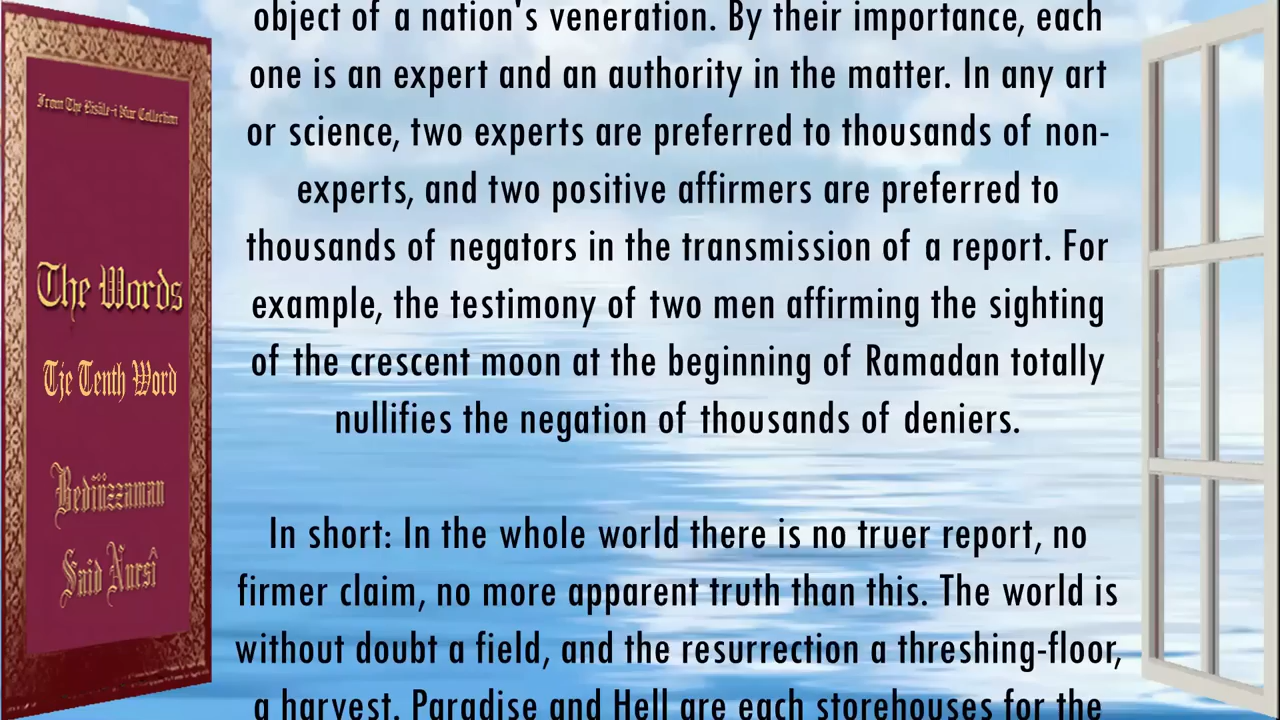 From The Risâle-i Nur Collection
The Words
Tje Tenth Word
Bediüzzaman
Said Nursî
object of a nation's veneration. By their importance, each
one is an expert and an authority in the matter. In any art
or science, two experts are preferred to thousands of non-
experts, and two positive affirmers are preferred to
thousands of negators in the transmission of a report. For
example, the testimony of two men affirming the sighting
of the crescent moon at the beginning of Ramadan totally
nullifies the negation of thousands of deniers.
In short: In the whole world there is no truer report, no
firmer claim, no more apparent truth than this. The world is
without doubt a field, and the resurrection a threshing-floor,
a harvest. Paradise and Hell are each storehouses for the